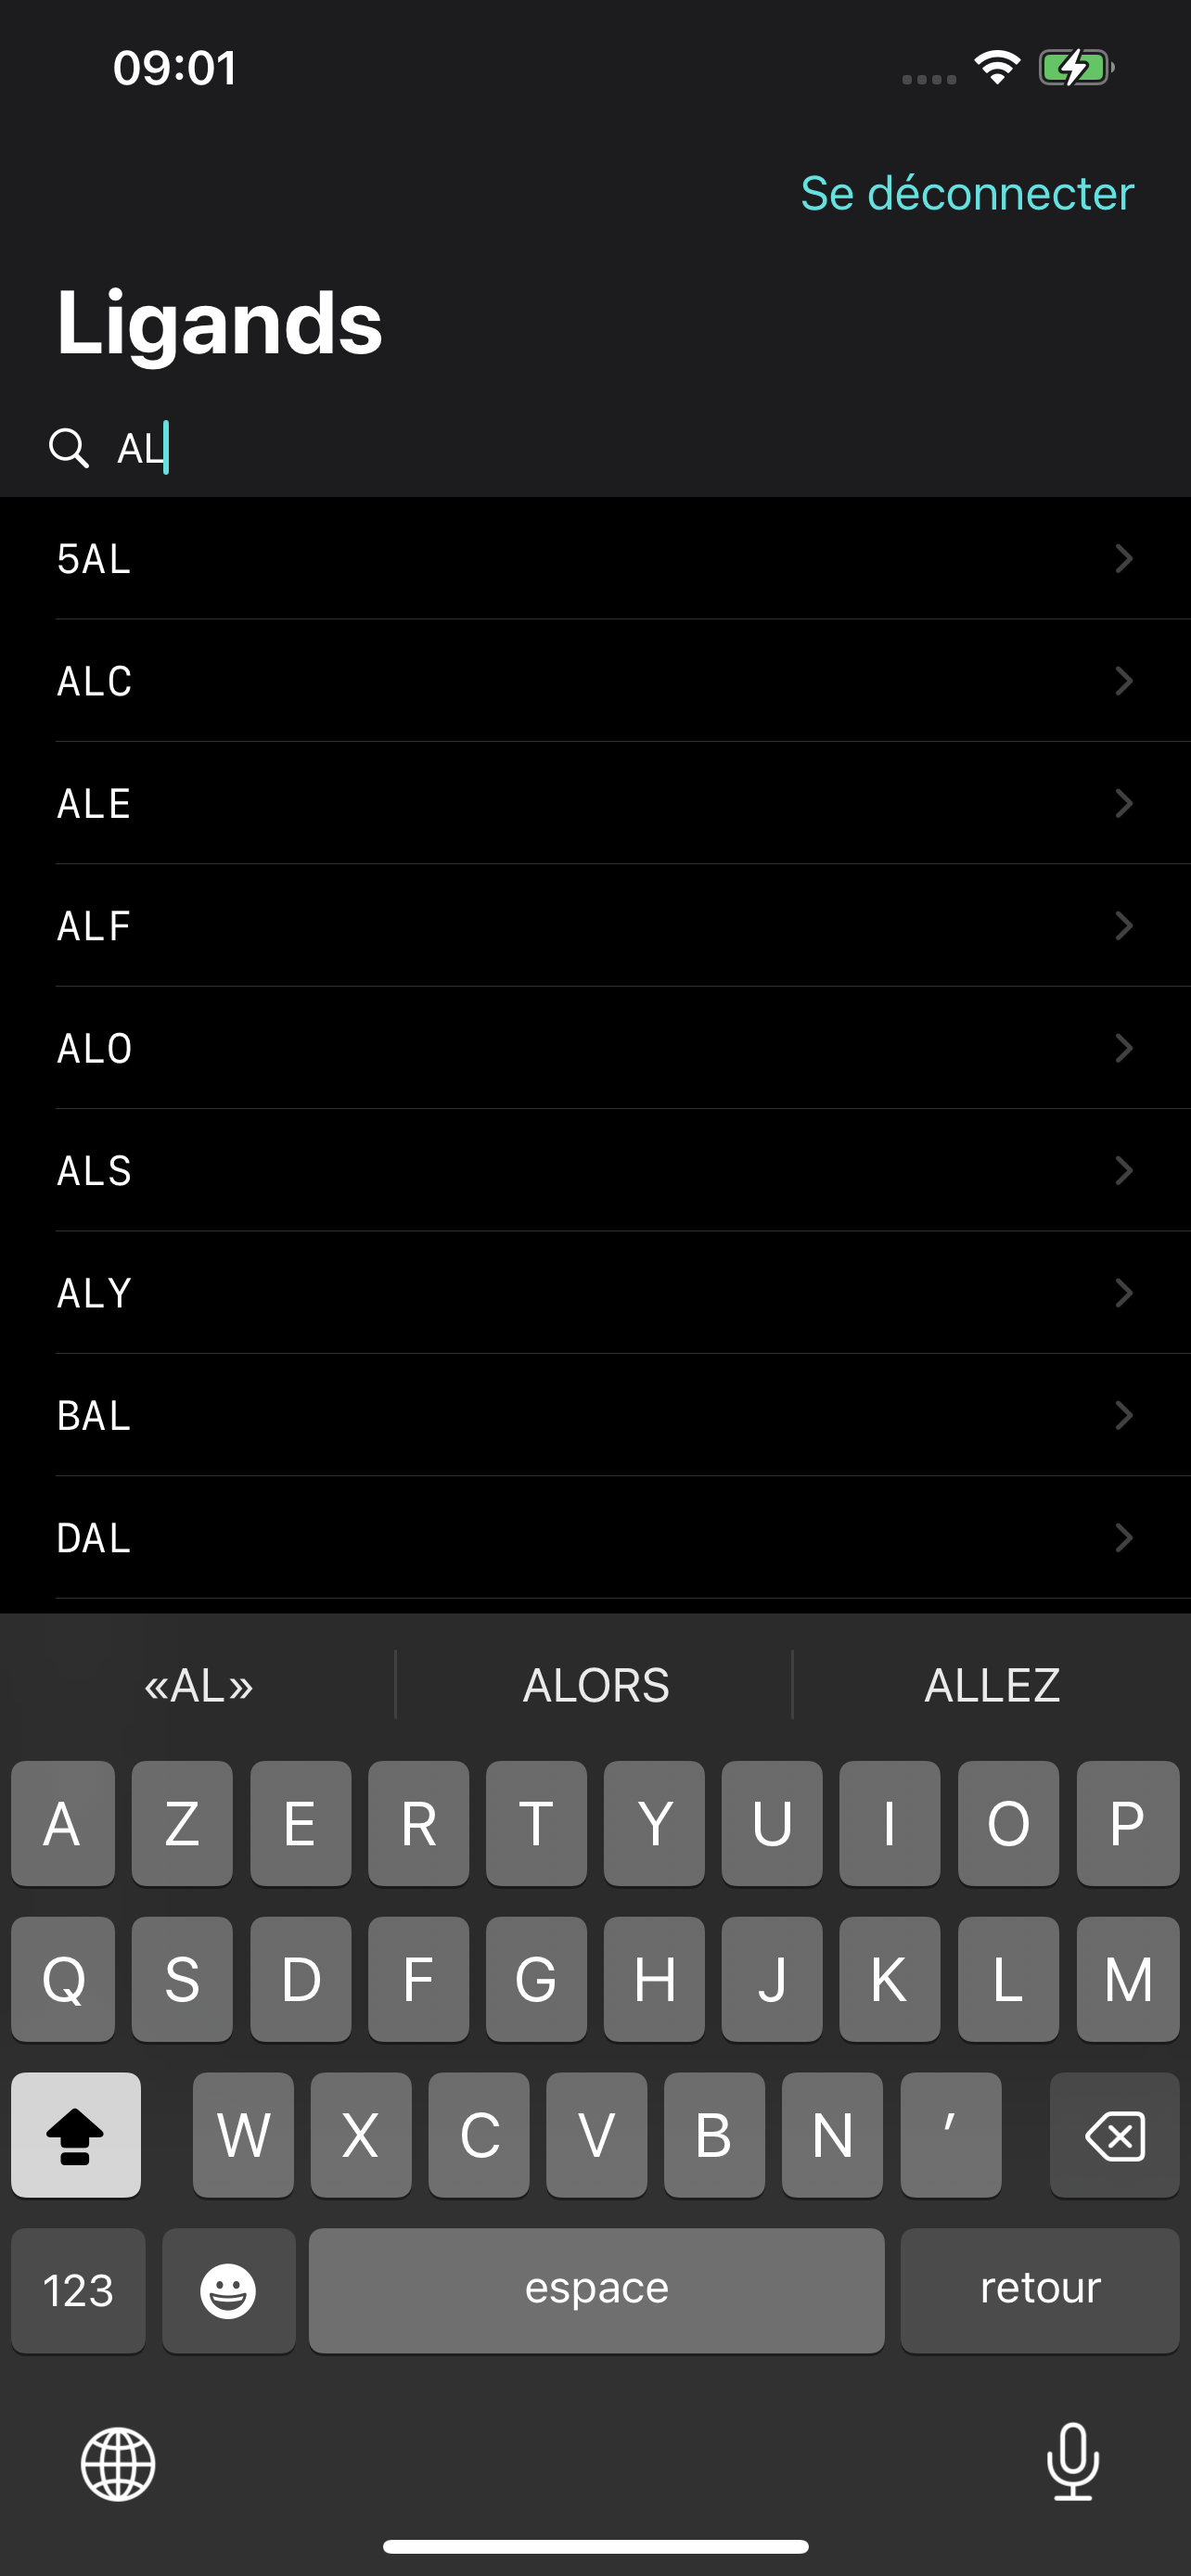 09:01
Se déconnecter
Ligands
AL
5AL
ALC
ALE
ALF
ALO
ALS
ALY
BAL
DAL
«AL» ALORS ALLEZ
A Z E R T Y U I O P
Q S D F G H J K L M
W X C V B N ’
123 espace retour